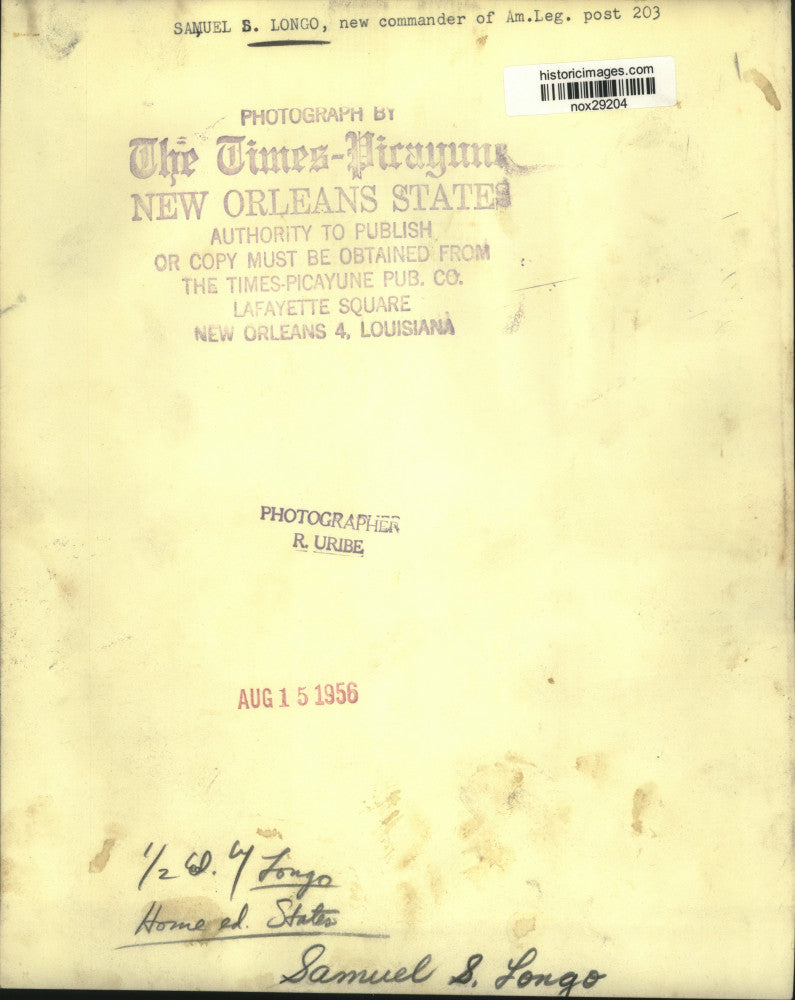 SAMUEL S. LONGO, new commander of Am.Leg. post 203
historicimages.com
nox29204
PHOTOGRAPH BY
The Times-Picayune
NEW ORLEANS STATES
AUTHORITY TO PUBLISH
OR COPY MUST BE OBTAINED FROM
THE TIMES-PICAYUNE PUB. CO.
LAFAYETTE SQUARE
NEW ORLEANS 4, LOUISIANA
PHOTOGRAPHER
R. URIBE
AUG 15 1956
1/2 Longo
Home ed. States
Samuel S. Longo